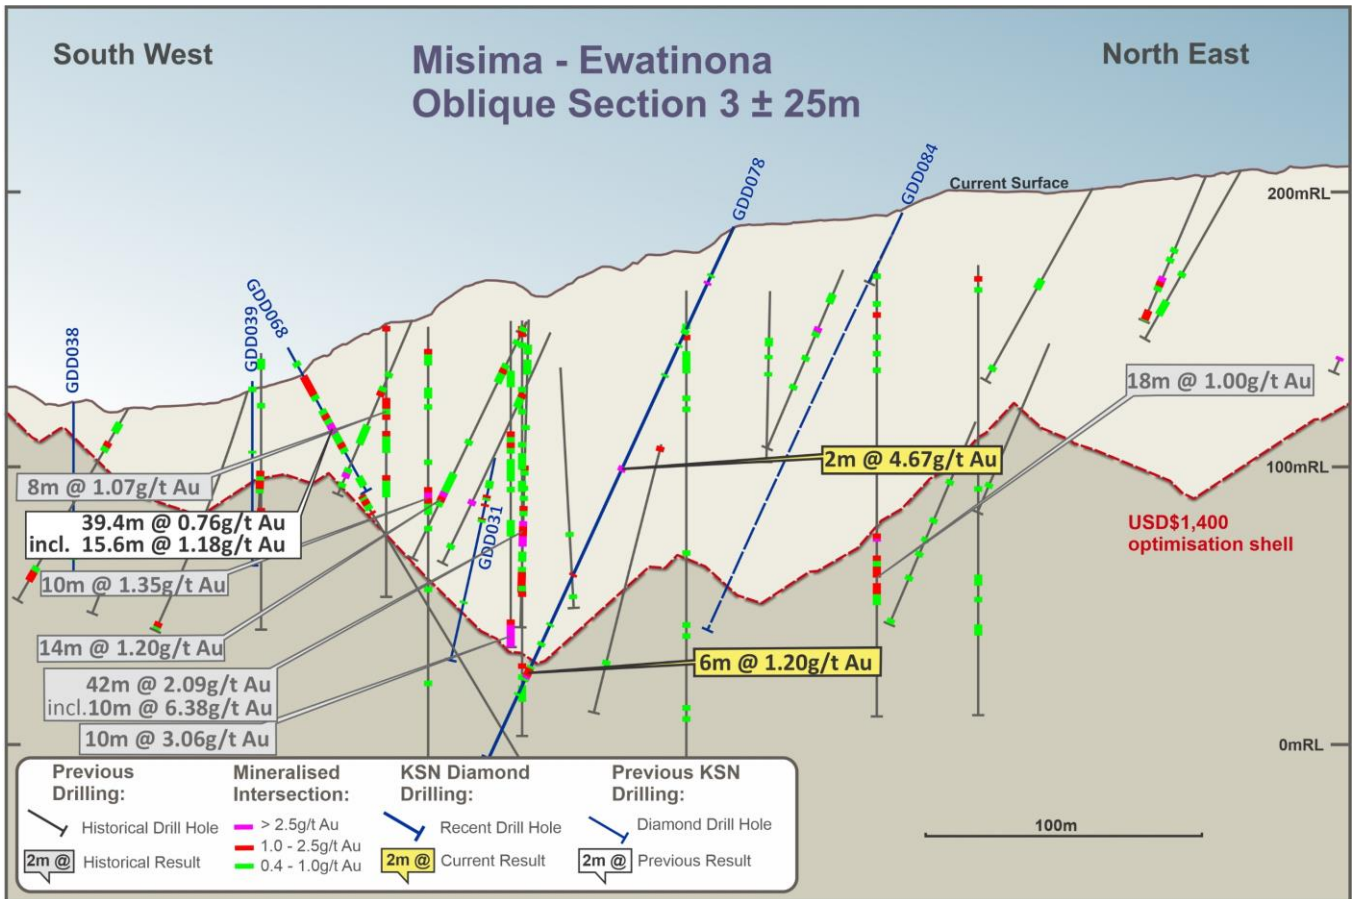 South West
Misima - Ewatinona
Oblique Section 3 ± 25m
North East
GDD078
GDD084
Current Surface
200mRL
GDD068
GDD039
GDD038
18m @ 1.00g/t Au
2m @ 4.67g/t Au
100mRL
8m @ 1.07g/t Au
39.4m @ 0.76g/t Au
incl. 15.6m @ 1.18g/t Au
GDD031
USD$1,400
optimisation shell
10m @ 1.35g/t Au
14m @ 1.20g/t Au
6m @ 1.20g/t Au
42m @ 2.09g/t Au
incl.10m @ 6.38g/t Au
10m @ 3.06g/t Au
0mRL
Previous
Drilling:
Historical Drill Hole
2m @ Historical Result
Mineralised
Intersection:
> 2.5g/t Au
1.0 - 2.5g/t Au
0.4 - 1.0g/t Au
KSN Diamond
Drilling:
Recent Drill Hole
2m @ Current Result
Previous KSN
Drilling:
Diamond Drill Hole
2m @ Previous Result
100m